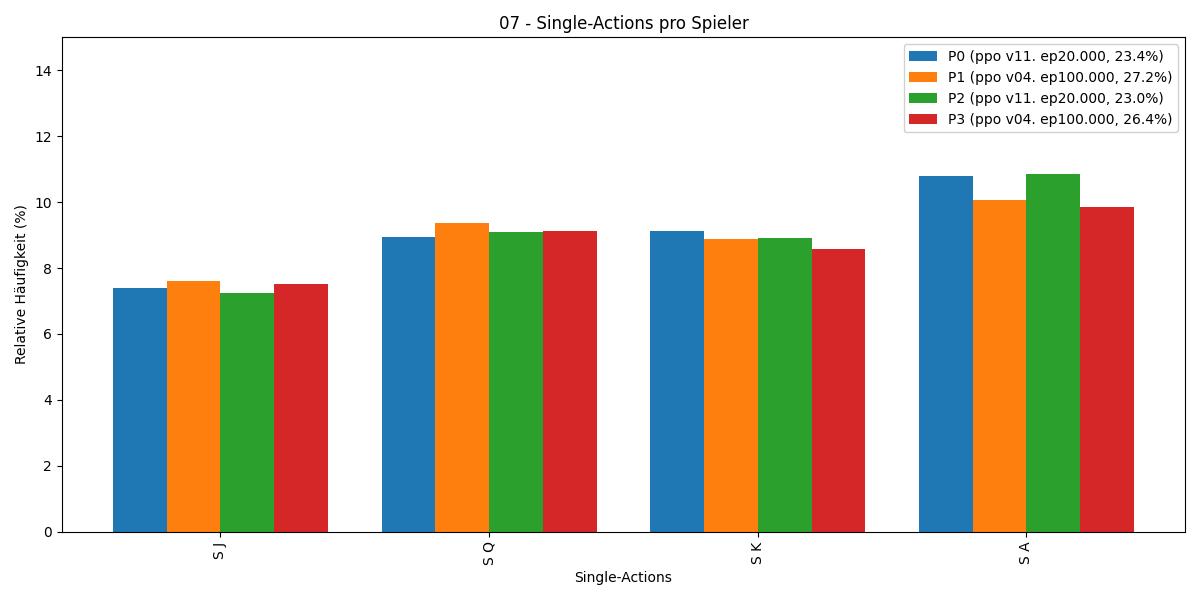 07 - Single-Actions pro Spieler
P0 (ppo v11. ep20.000, 23.4%)
P1 (ppo v04. ep100.000, 27.2%)
P2 (ppo v11. ep20.000, 23.0%)
P3 (ppo v04. ep100.000, 26.4%)
Relative Häufigkeit (%)
14
12
10
8
6
4
2
0
S J
S Q
S K
S A
Single-Actions